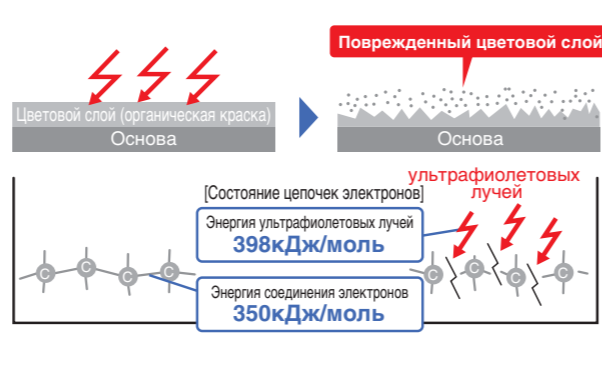 Поврежденный цветовой слой
Цветовой слой (органическая краска)
Основа
Основа
ультрафиолетовых
лучей
[Состояние цепочек электронов]
Энергия ультрафиолетовых лучей
398кДж/моль
C C C C
C C C C
Энергия соединения электронов
350кДж/моль